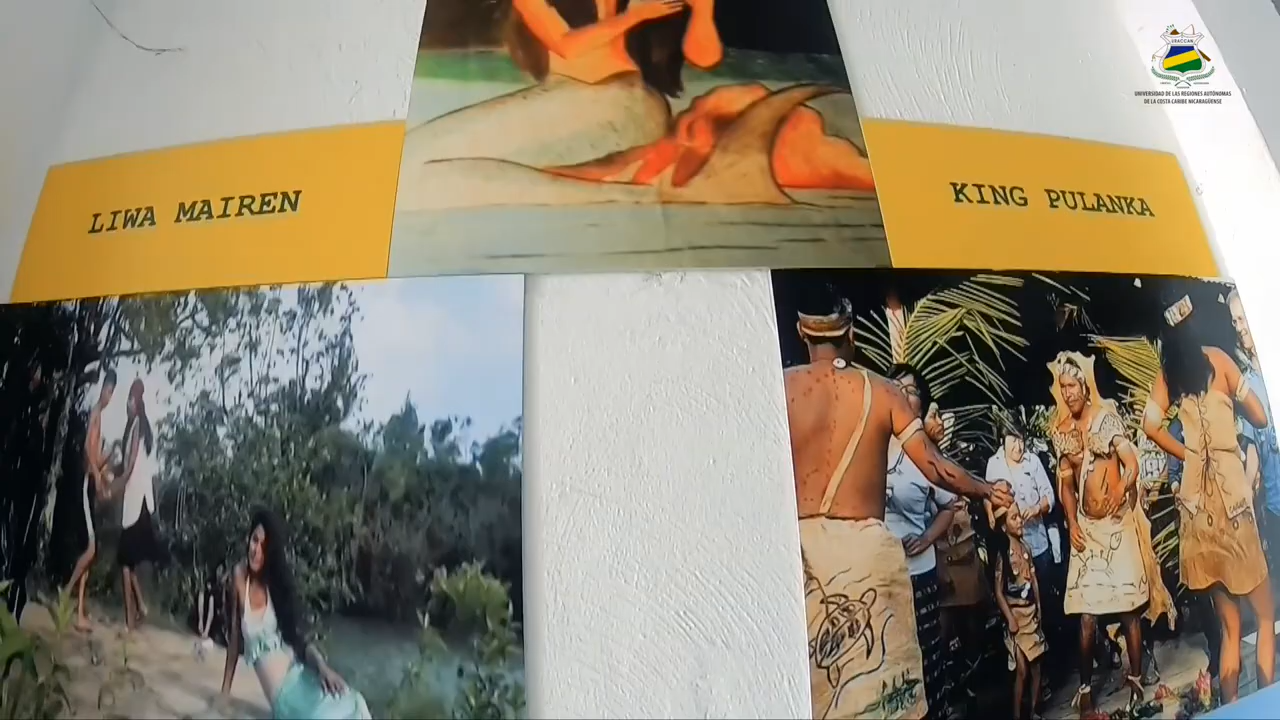 URACCAN
UNIVERSIDAD DE LAS REGIONES AUTÓNOMAS
DE LA COSTA CARIBE NICARAGÜENSE
LIWA MAIREN
KING PULANKA